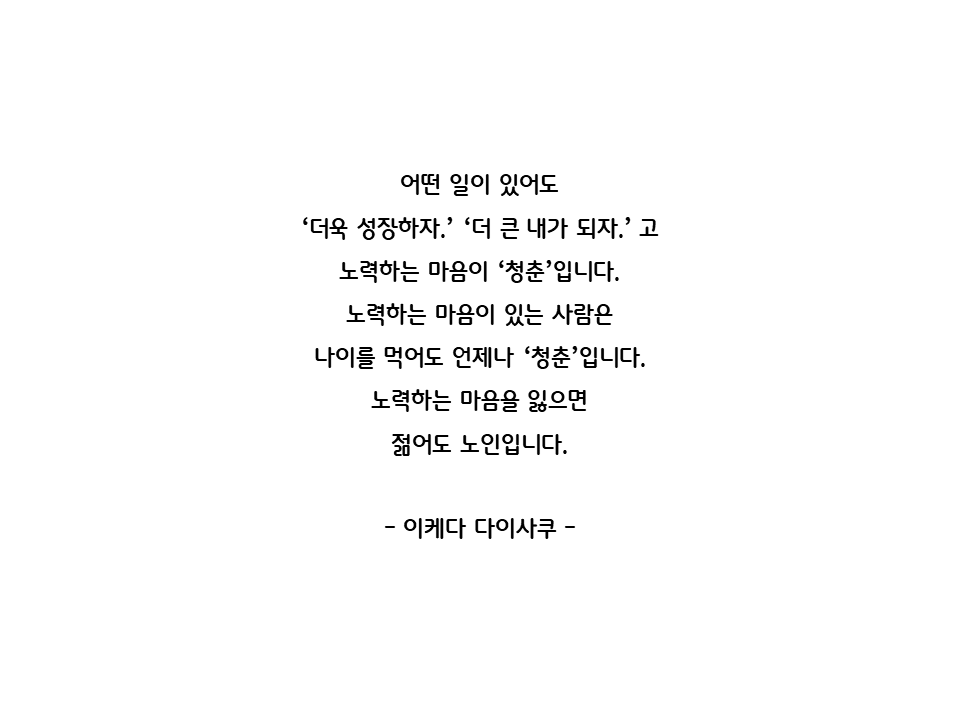 어떤 일이 있어도
‘더욱 성장하자.’ ‘더 큰 내가 되자.’ 고
노력하는 마음이 ‘청춘’입니다.
노력하는 마음이 있는 사람은
나이를 먹어도 언제나 ‘청춘’입니다.
노력하는 마음을 잃으면
젊어도 노인입니다.
- 이케다 다이사쿠 -